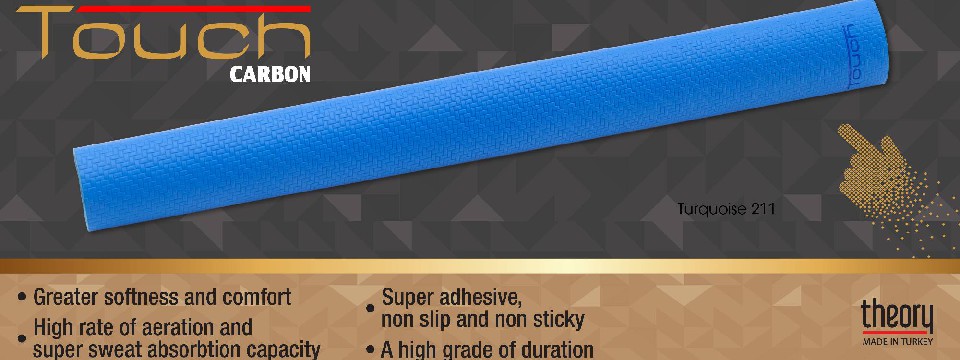 Touch
CARBON
Touch
Turquoise 211
• Greater softness and comfort
• High rate of aeration and
super sweat absorbtion capacity
• Super adhesive,
non slip and non sticky
• A high grade of duration
theory
MADE IN TURKEY